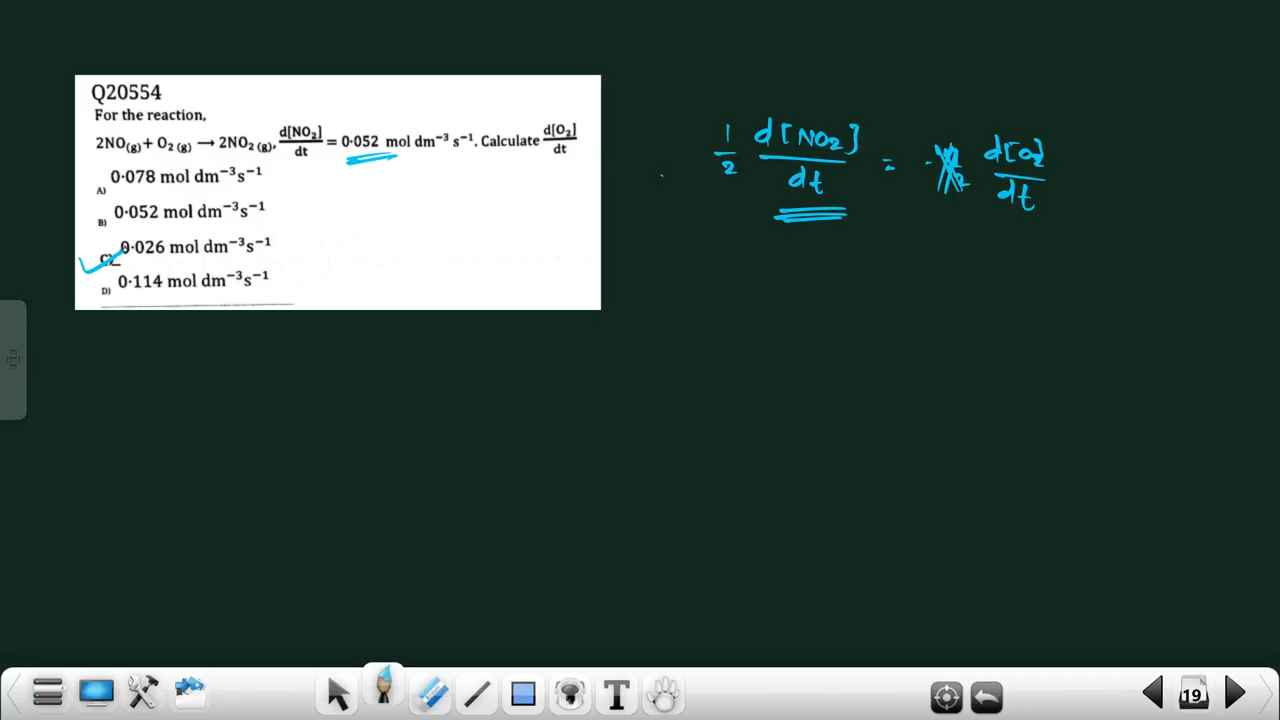 Q20554
For the reaction,
2NO(g) + O2 (g) → 2NO2 (g), d[NO2]/dt = 0·052 mol dm−3 s−1. Calculate d[O2]/dt
A) 0·078 mol dm−3s−1
B) 0·052 mol dm−3s−1
C) 0·026 mol dm−3s−1
D) 0·114 mol dm−3s−1
1/2 d[NO2]/dt = - d[O2]/dt
T
19